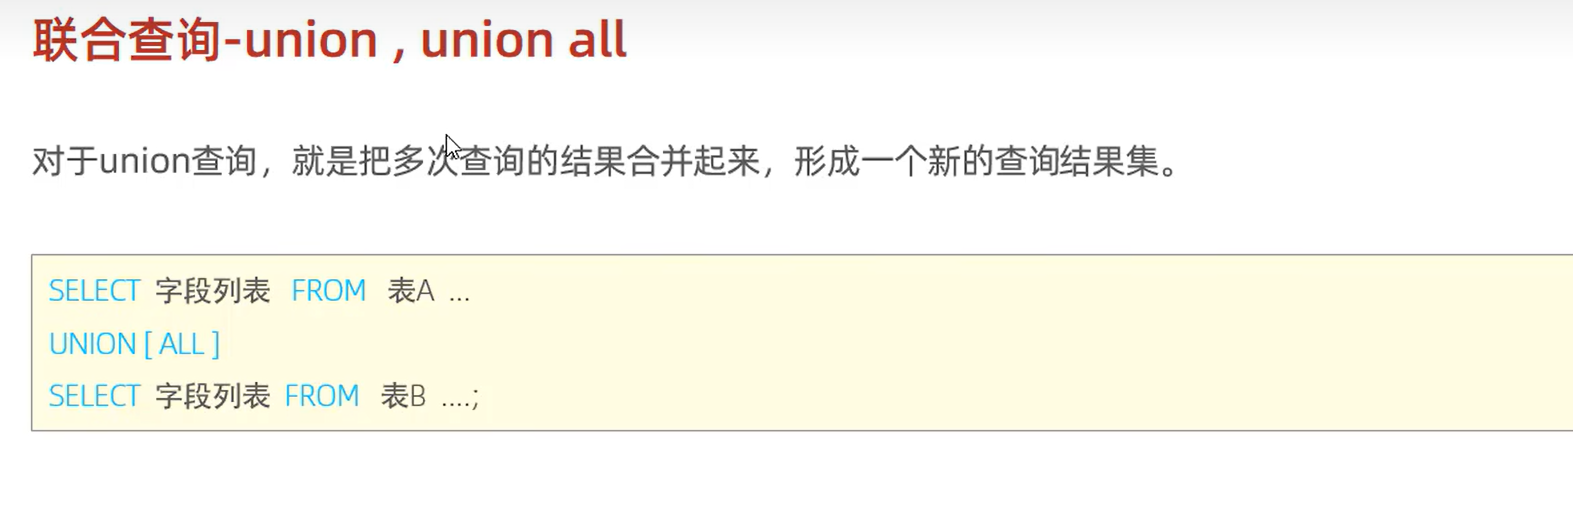 联合查询-union , union all
对于union查询，就是把多次查询的结果合并起来，形成一个新的查询结果集。
SELECT 字段列表 FROM 表A ...
UNION [ ALL ]
SELECT 字段列表 FROM 表B ....;